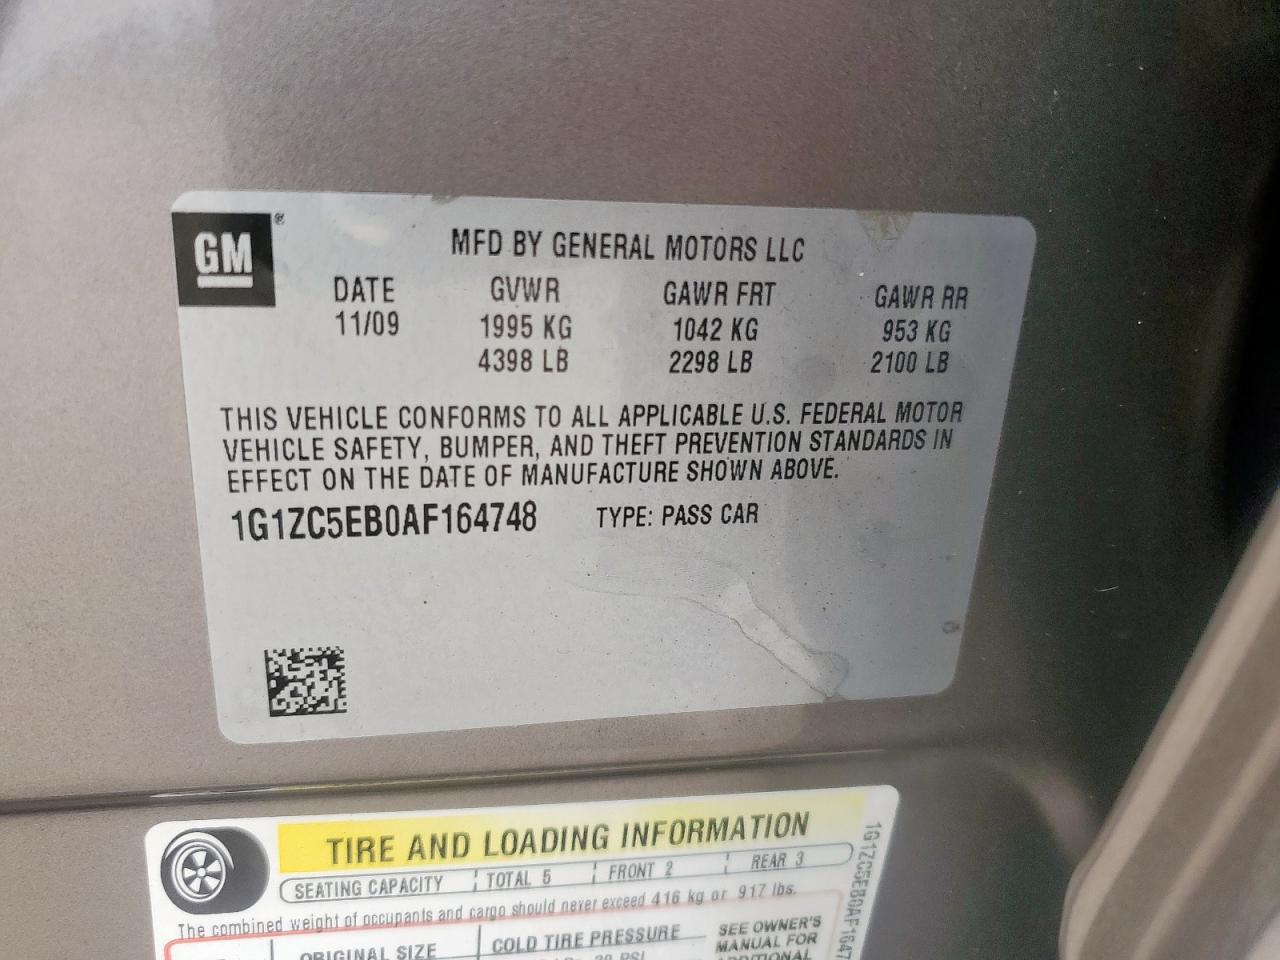 GM ®
MFD BY GENERAL MOTORS LLC
DATE GVWR GAWR FRT GAWR RR
11/09 1995 KG 1042 KG 953 KG
4398 LB 2298 LB 2100 LB
THIS VEHICLE CONFORMS TO ALL APPLICABLE U.S. FEDERAL MOTOR
VEHICLE SAFETY, BUMPER, AND THEFT PREVENTION STANDARDS IN
EFFECT ON THE DATE OF MANUFACTURE SHOWN ABOVE.
1G1ZC5EB0AF164748 TYPE: PASS CAR
TIRE AND LOADING INFORMATION
SEATING CAPACITY TOTAL 5 FRONT 2 REAR 3
The combined weight of occupants and cargo should never exceed 416 kg or 917 lbs.
ORIGINAL SIZE COLD TIRE PRESSURE SEE OWNER'S
MANUAL FOR
ADDITIONAL
PSI
1G1ZC5EB0AF1647